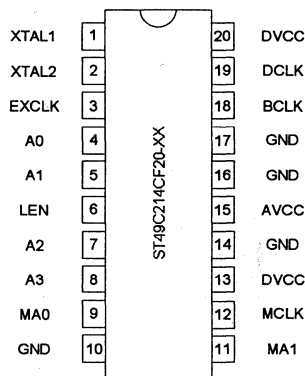 XTAL1 1 20 DVCC
XTAL2 2 19 DCLK
EXCLK 3 18 BCLK
A0 4 17 GND
A1 5 16 GND
LEN 6 15 AVCC
A2 7 14 GND
A3 8 13 DVCC
MA0 9 12 MCLK
GND 10 11 MA1
ST49C214CF20-XX